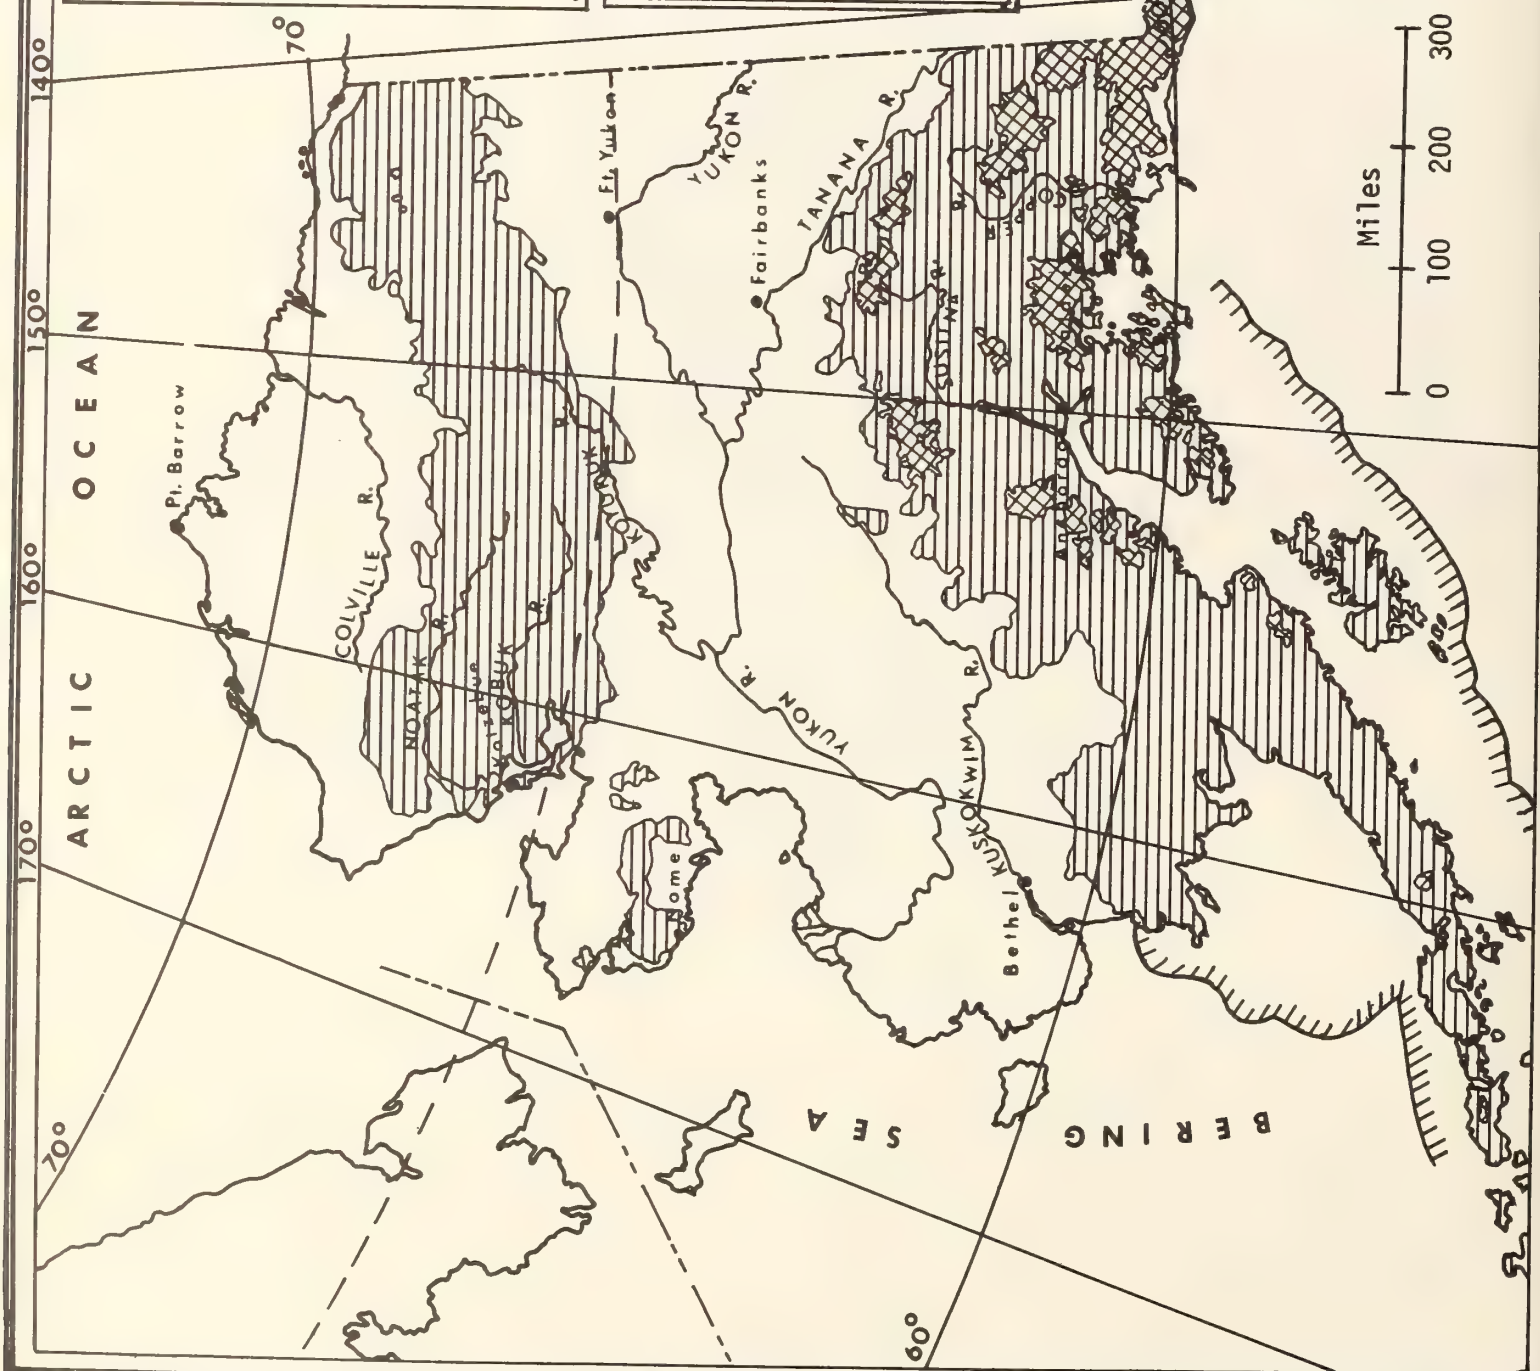 170°
160°
150°
140°
ARCTIC OCEAN
70°
70°
Pt. Barrow
COLVILLE R.
NOATAK R.
Kotzebue
KOBUK R.
KOYUKUK R.
Ft. Yukon
YUKON R.
Fairbanks
TANANA R.
Nome
YUKON R.
SUSITNA R.
R.
KUSKOKWIM R.
Bethel
Anchorage
BERING SEA
60°
Miles
0 100 200 300